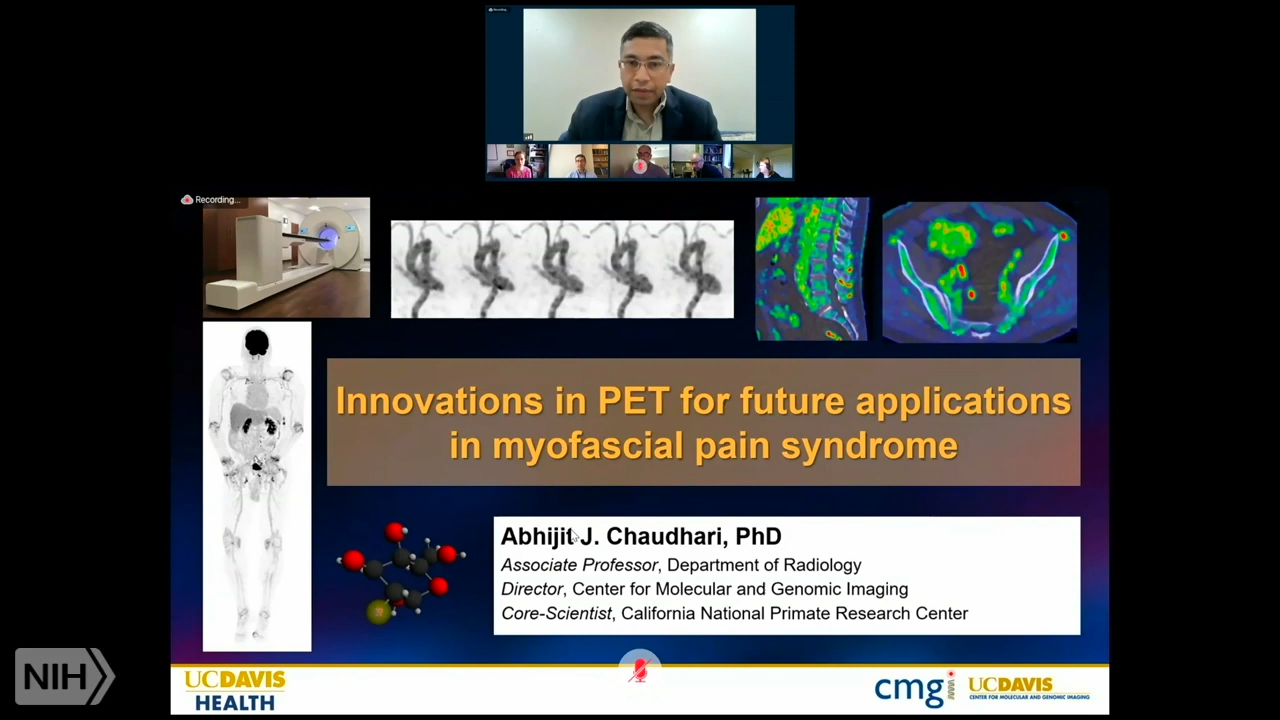 Recording...
Recording...
Innovations in PET for future applications
in myofascial pain syndrome
Abhijit J. Chaudhari, PhD
Associate Professor, Department of Radiology
Director, Center for Molecular and Genomic Imaging
Core-Scientist, California National Primate Research Center
NIH
UCDAVIS
HEALTH
cmgi
UCDAVIS
CENTER FOR MOLECULAR AND GENOMIC IMAGING